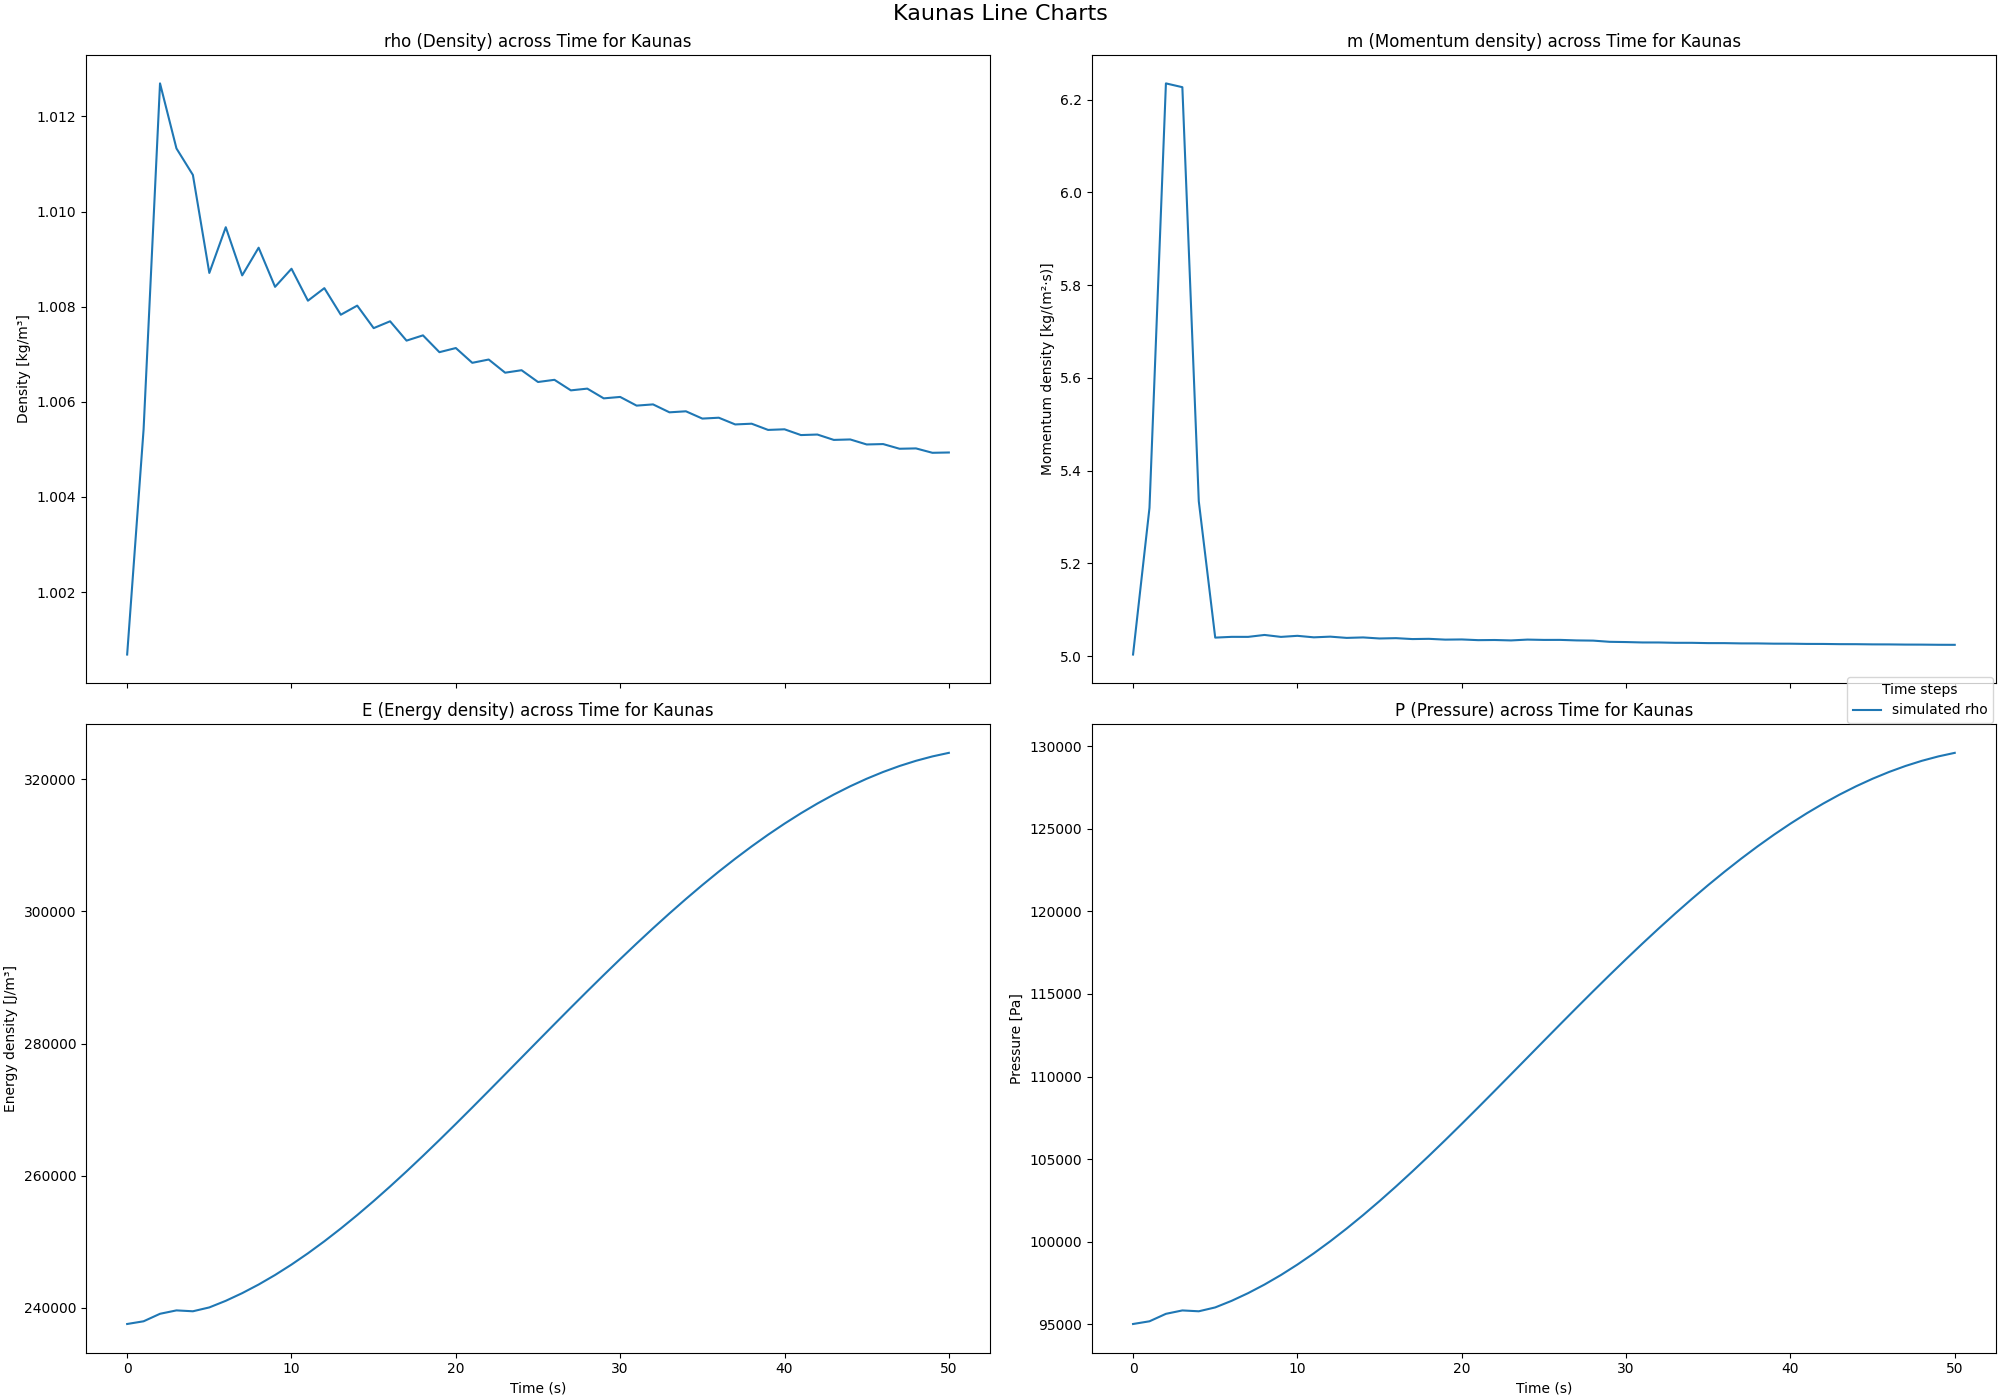 Kaunas Line Charts
rho (Density) across Time for Kaunas
Density [kg/m³]
1.012
1.010
1.008
1.006
1.004
1.002
m (Momentum density) across Time for Kaunas
Momentum density [kg/(m²·s)]
6.2
6.0
5.8
5.6
5.4
5.2
5.0
Time steps
simulated rho
E (Energy density) across Time for Kaunas
Energy density [J/m³]
320000
300000
280000
260000
240000
0 10 20 30 40 50
Time (s)
P (Pressure) across Time for Kaunas
Pressure [Pa]
130000
125000
120000
115000
110000
105000
100000
95000
0 10 20 30 40 50
Time (s)